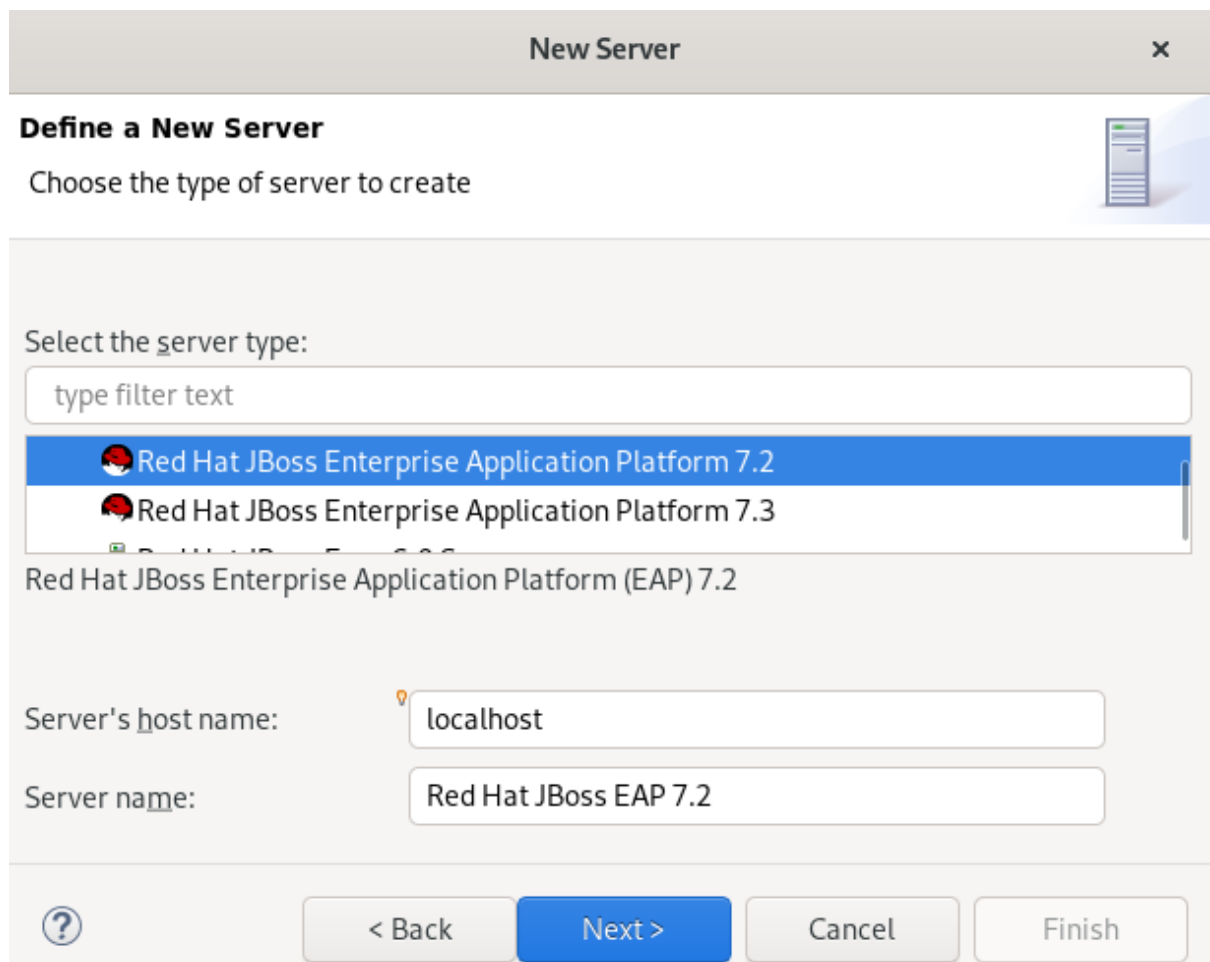 New Server
Define a New Server
Choose the type of server to create
Select the server type:
type filter text
Red Hat JBoss Enterprise Application Platform 7.2
Red Hat JBoss Enterprise Application Platform 7.3
Red Hat JBoss Enterprise Application Platform (EAP) 7.2
Server's host name:
localhost
Server name:
Red Hat JBoss EAP 7.2
< Back
Next >
Cancel
Finish